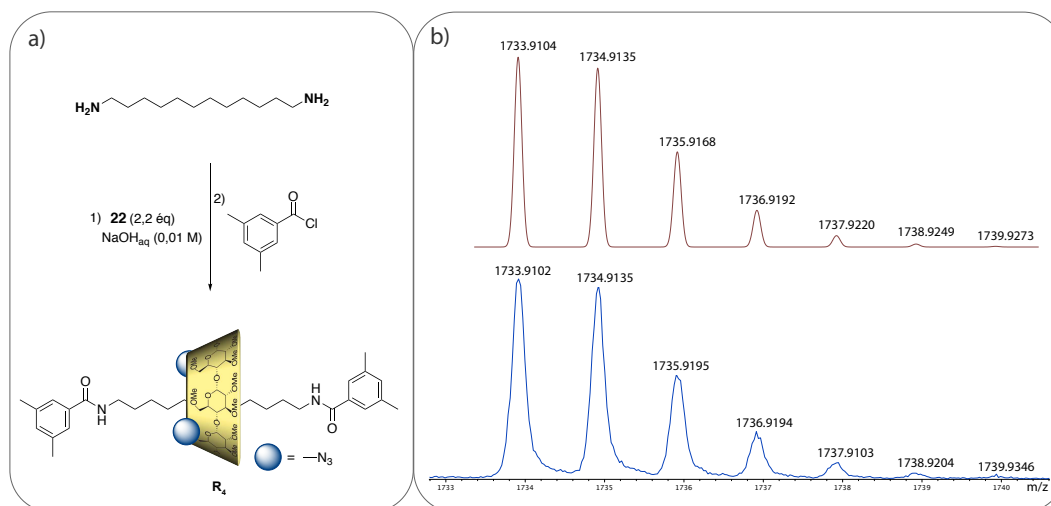 a)
H₂N
NH₂
1) 22 (2,2 éq)
NaOHaq (0,01 M)
2)
O
Cl
O
N
H
OMe
OMe
OMe
OMe
OMe
OMe
H
N
O
= —N₃
R₄
b)
1733.9104
1734.9135
1735.9168
1736.9192
1737.9220
1738.9249
1739.9273
1733.9102
1734.9135
1735.9195
1736.9194
1737.9103
1738.9204
1739.9346
1733 1734 1735 1736 1737 1738 1739 1740 m/z